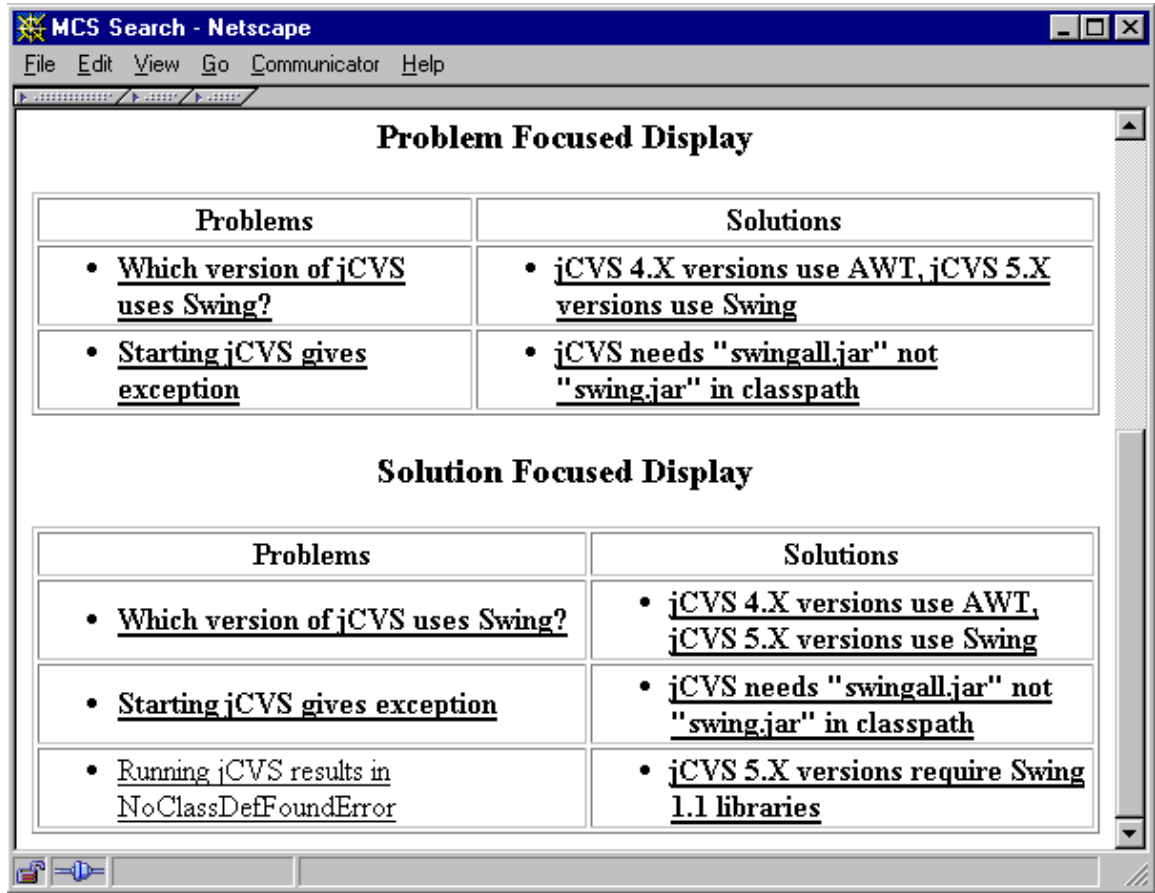 MCS Search - Netscape
File Edit View Go Communicator Help
Problem Focused Display
Problems Solutions
• Which version of jCVS • jCVS 4.X versions use AWT, jCVS 5.X
uses Swing? versions use Swing
• Starting jCVS gives • jCVS needs "swingall.jar" not
exception "swing.jar" in classpath
Solution Focused Display
Problems Solutions
• Which version of jCVS uses Swing? • jCVS 4.X versions use AWT,
jCVS 5.X versions use Swing
• Starting jCVS gives exception • jCVS needs "swingall.jar" not
"swing.jar" in classpath
• Running jCVS results in • jCVS 5.X versions require Swing
NoClassDefFoundError 1.1 libraries